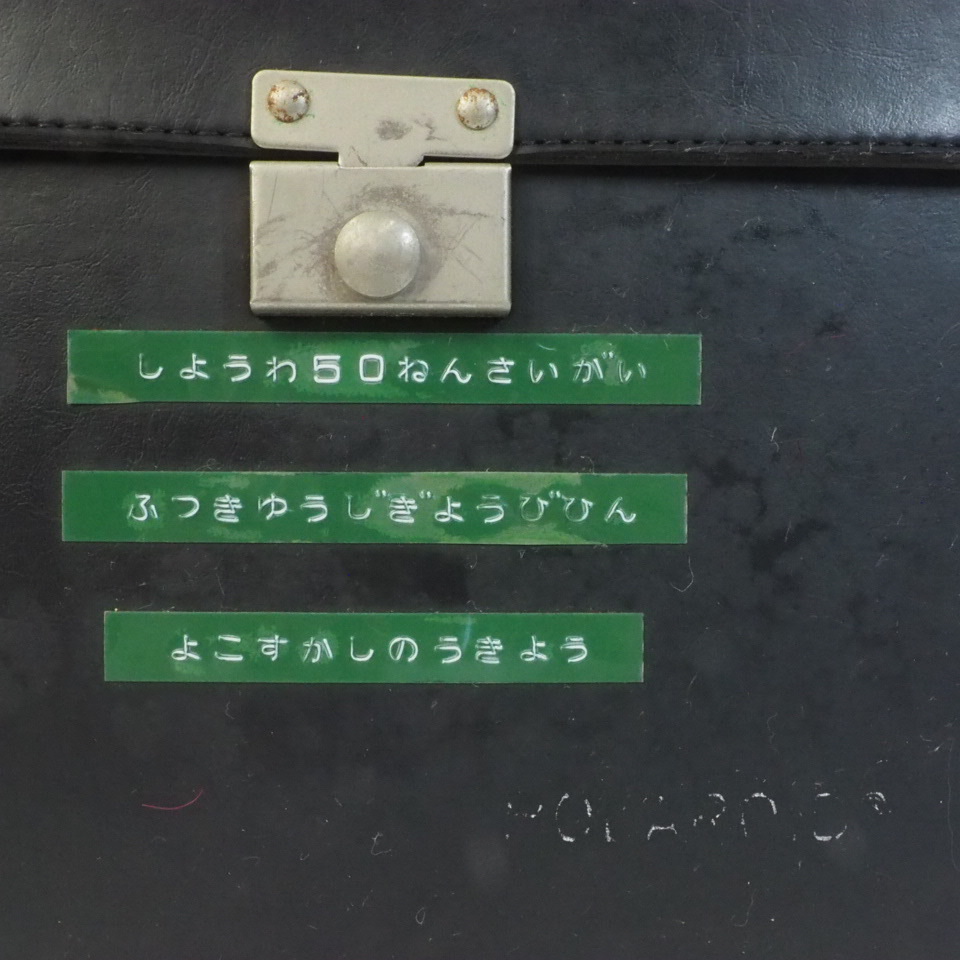 しようわ50ねんさいがい
ふつきゆうじぎようびひん
よこすかしのうきよう